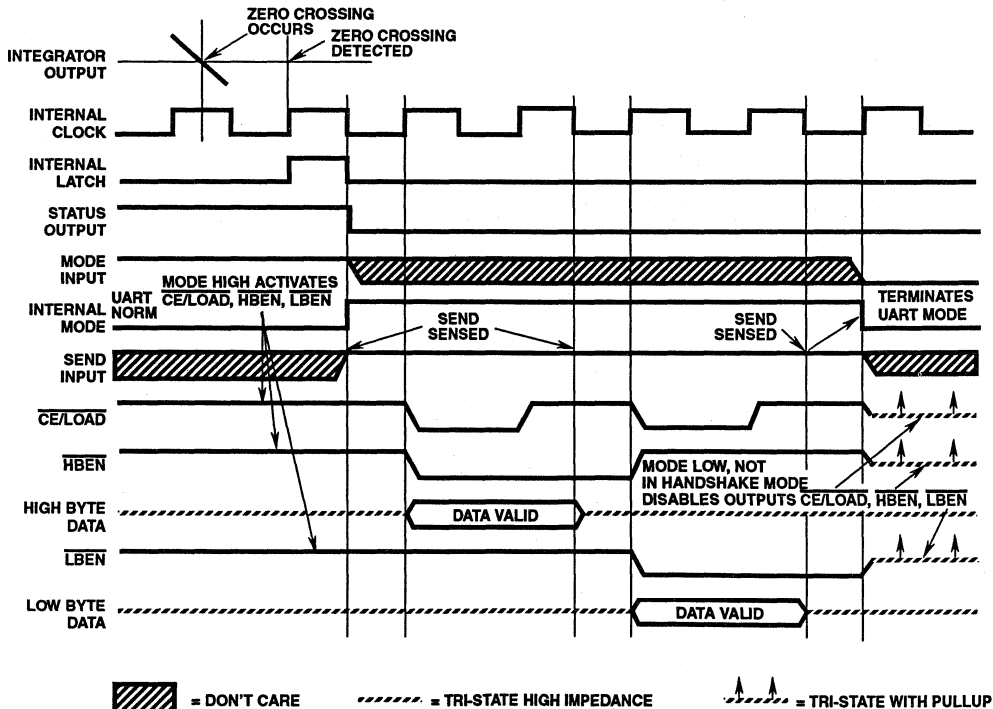 ZERO CROSSING
OCCURS
ZERO CROSSING
DETECTED
INTEGRATOR
OUTPUT
INTERNAL
CLOCK
INTERNAL
LATCH
STATUS
OUTPUT
MODE
INPUT
MODE HIGH ACTIVATES
CE/LOAD, HBEN, LBEN
INTERNAL
MODE
UART
NORM
TERMINATES
UART MODE
SEND
SENSED
SEND
SENSED
SEND
INPUT
CE/LOAD
HBEN
MODE LOW, NOT
IN HANDSHAKE MODE
DISABLES OUTPUTS CE/LOAD, HBEN, LBEN
HIGH BYTE
DATA
DATA VALID
LBEN
LOW BYTE
DATA
DATA VALID
= DON'T CARE
= TRI-STATE HIGH IMPEDANCE
= TRI-STATE WITH PULLUP